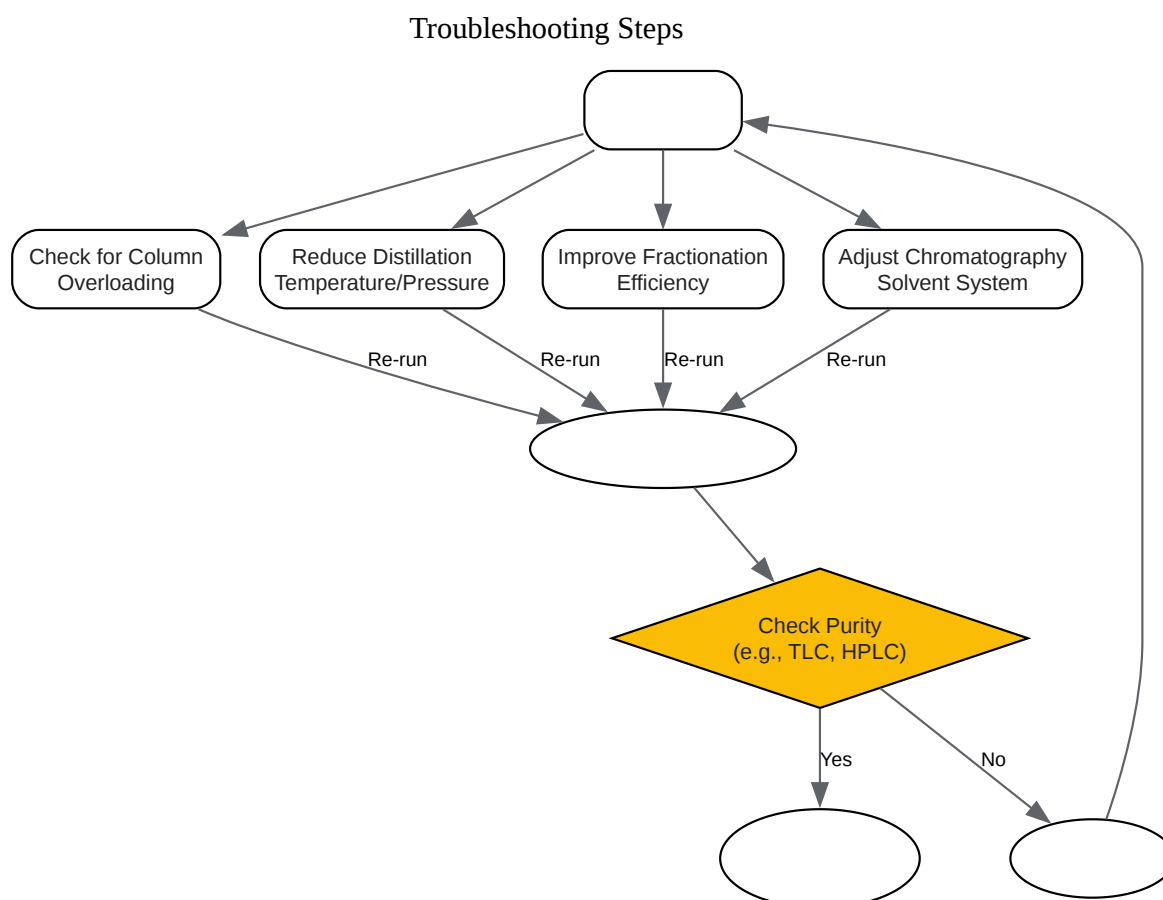 Troubleshooting Steps
Check for Column
Overloading
Reduce Distillation
Temperature/Pressure
Improve Fractionation
Efficiency
Adjust Chromatography
Solvent System
Re-run
Re-run
Re-run
Re-run
Check Purity
(e.g., TLC, HPLC)
Yes
No